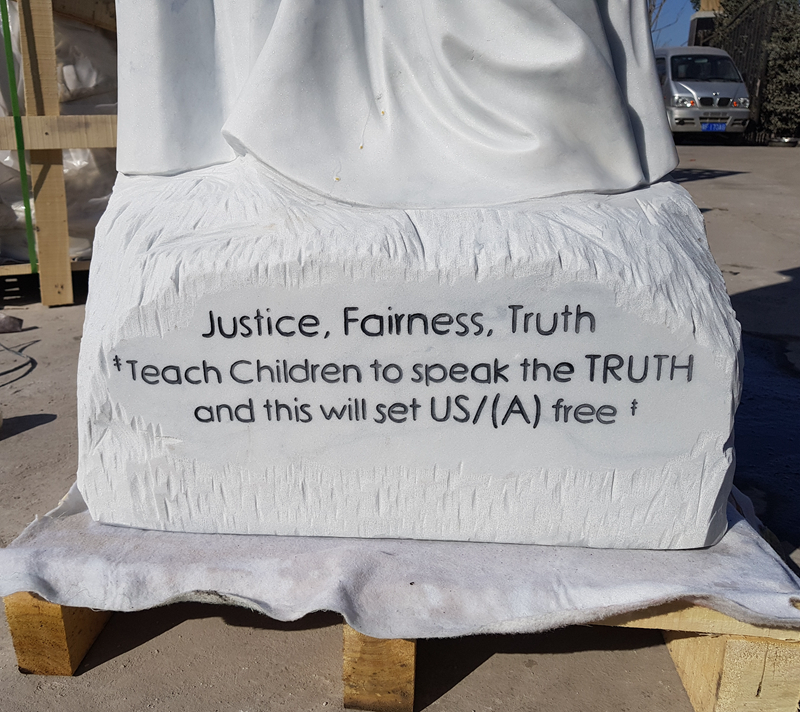 Justice, Fairness, Truth
‡Teach Children to speak the TRUTH
and this will set US/(A) free ‡